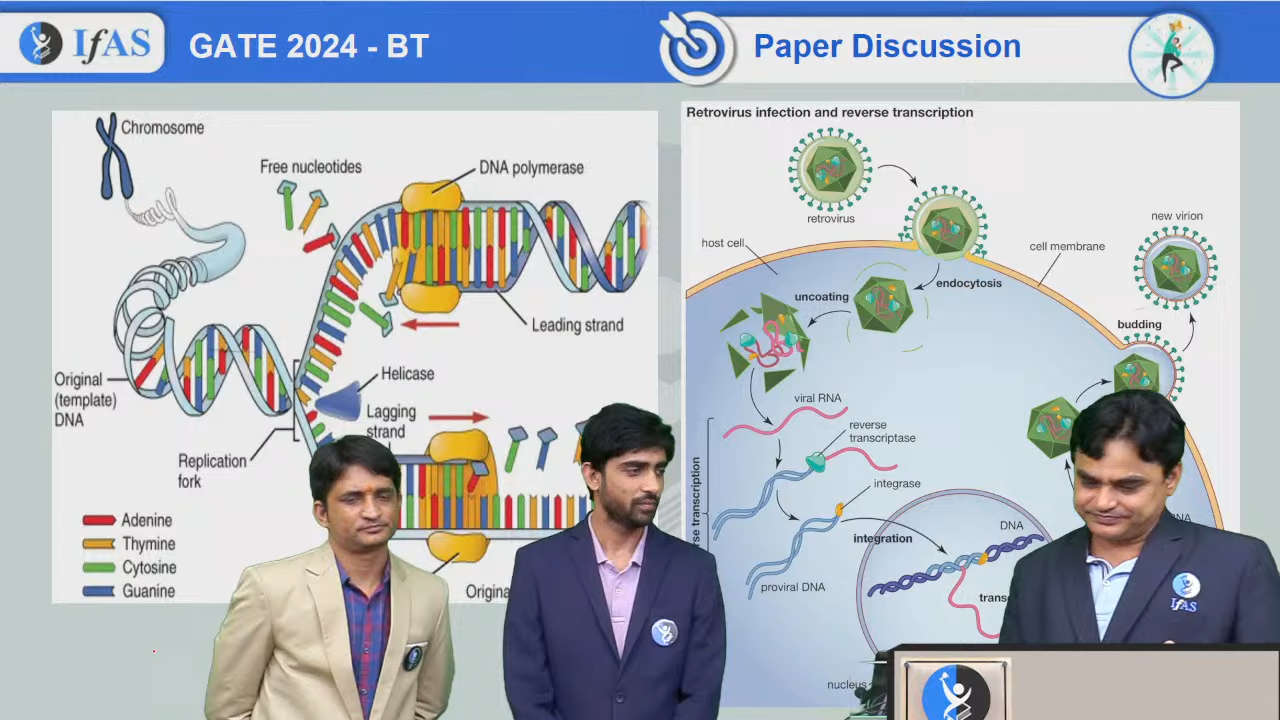 IfAS
GATE 2024 - BT
Paper Discussion
Chromosome
Free nucleotides
DNA polymerase
Leading strand
Helicase
Lagging
strand
Original
(template)
DNA
Replication
fork
Adenine
Thymine
Cytosine
Guanine
Retrovirus infection and reverse transcription
retrovirus
new virion
host cell
cell membrane
endocytosis
uncoating
budding
viral RNA
reverse
transcriptase
integrase
transcription
DNA
integration
proviral DNA
IfAS